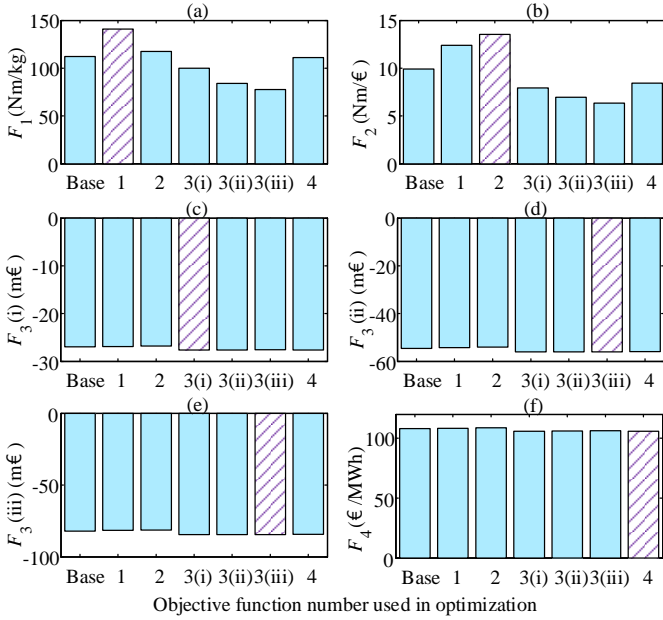 (a)
(b)
F1 (Nm/kg)
150
100
50
0
Base 1 2 3(i) 3(ii) 3(iii) 4
F2 (Nm/€)
15
10
5
0
Base 1 2 3(i) 3(ii) 3(iii) 4
(c)
(d)
F3 (i) (m€)
0
-10
-20
-30
Base 1 2 3(i) 3(ii) 3(iii) 4
F3 (ii) (m€)
0
-20
-40
-60
Base 1 2 3(i) 3(ii) 3(iii) 4
(e)
(f)
F3 (iii) (m€)
0
-50
-100
Base 1 2 3(i) 3(ii) 3(iii) 4
F4 (€/MWh)
100
50
0
Base 1 2 3(i) 3(ii) 3(iii) 4
Objective function number used in optimization